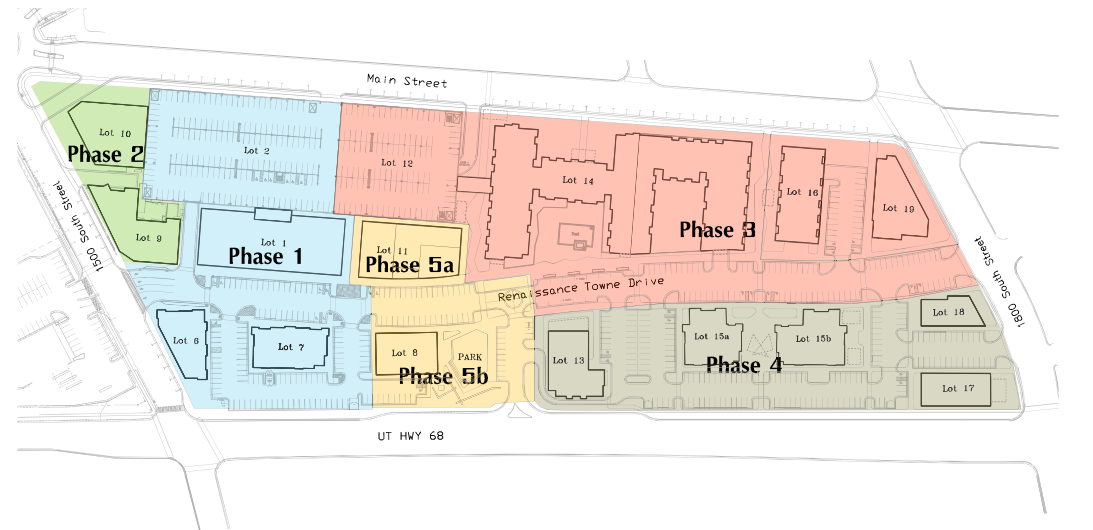 Main Street
Lot 10
Phase 2
Lot 2
Lot 12
Lot 14
Lot 16
Lot 19
Phase 3
1500 South Street
Lot 9
Lot 1
Phase 1
Lot 11
Phase 5a
Renaissance Towne Drive
1800 South Street
Lot 6
Lot 7
Lot 8
PARK
Phase 5b
Lot 13
Lot 15a
Lot 15b
Phase 4
Lot 18
Lot 17
UT HWY 68